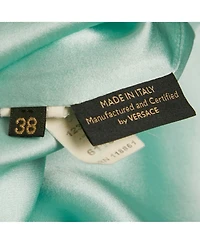 38
MADE IN ITALY
Manufactured and Certified
by VERSACE